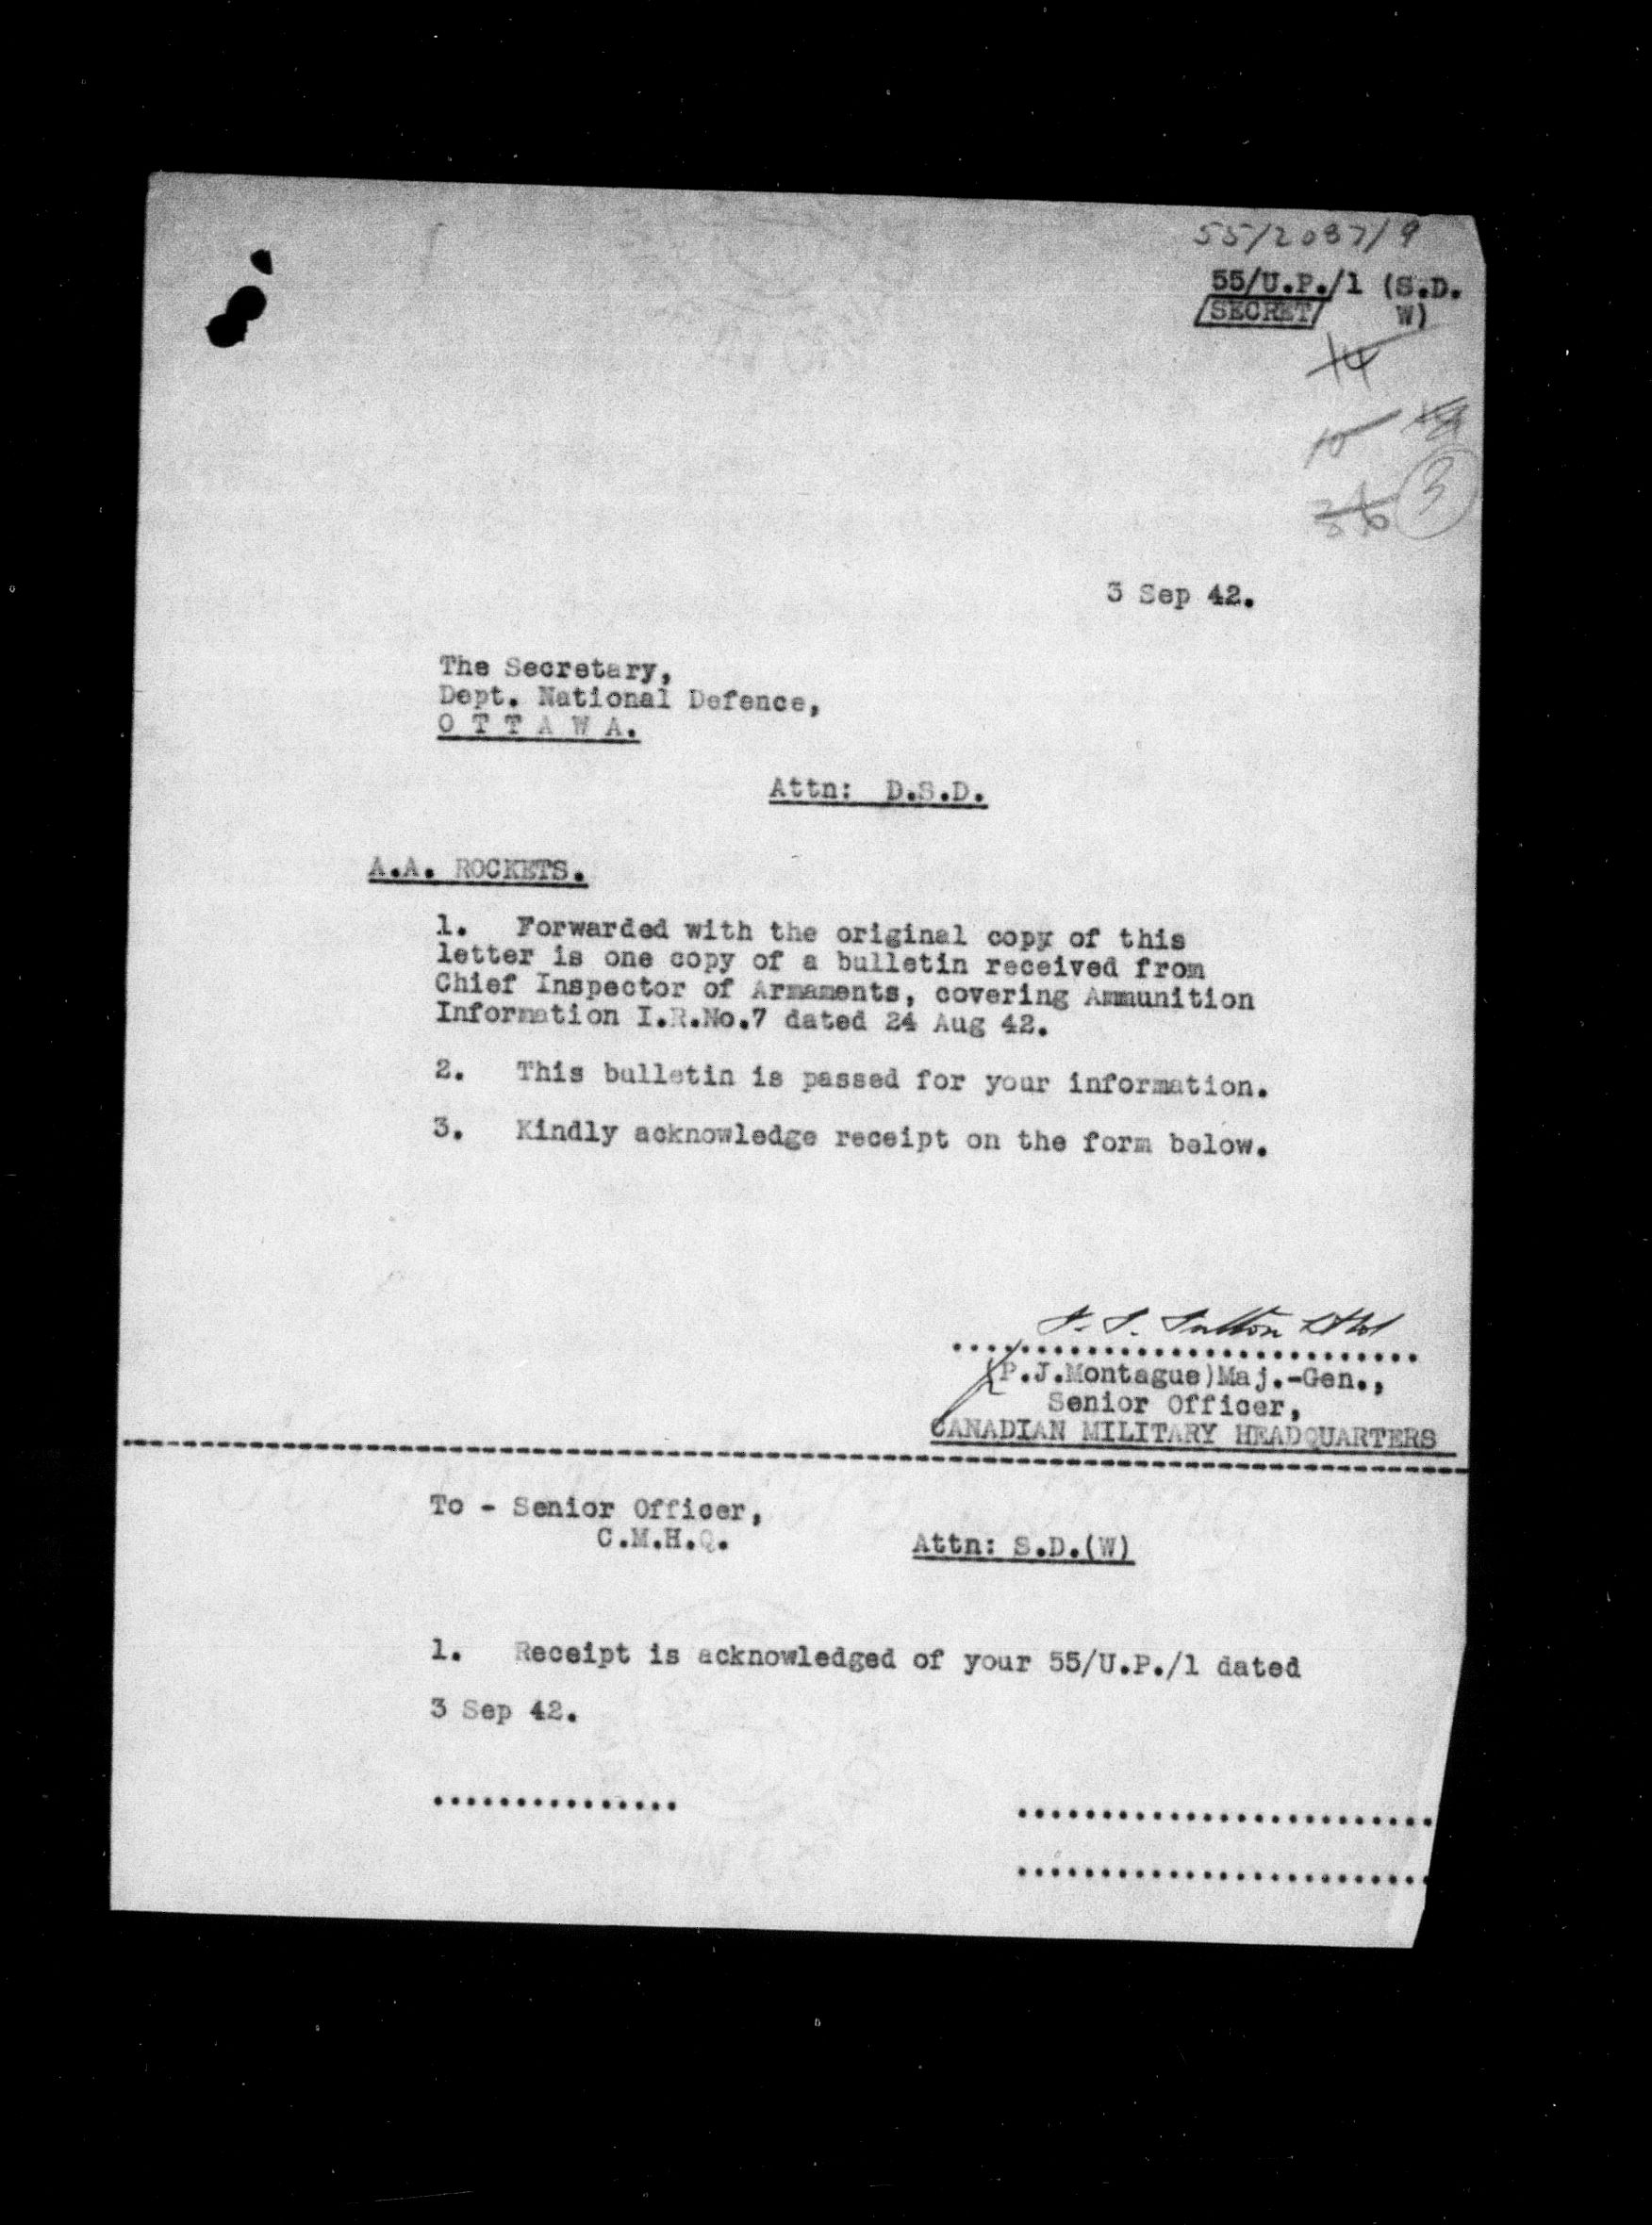 55/2087/9
55/U.P./1 (S.D.
SECRET W)
14
10
3
3 Sep 42.
The Secretary,
Dept. National Defence,
O T T A W A.
Attn: D.S.D.
A.A. ROCKETS.
1. Forwarded with the original copy of this
letter is one copy of a bulletin received from
Chief Inspector of Armaments, covering Ammunition
Information I.R.No.7 dated 24 Aug 42.
2. This bulletin is passed for your information.
3. Kindly acknowledge receipt on the form below.
(P.J.Montague)Maj.-Gen.,
Senior Officer,
CANADIAN MILITARY HEADQUARTERS
To - Senior Officer,
C.M.H.Q.
Attn: S.D.(W)
1. Receipt is acknowledged of your 55/U.P./1 dated
3 Sep 42.